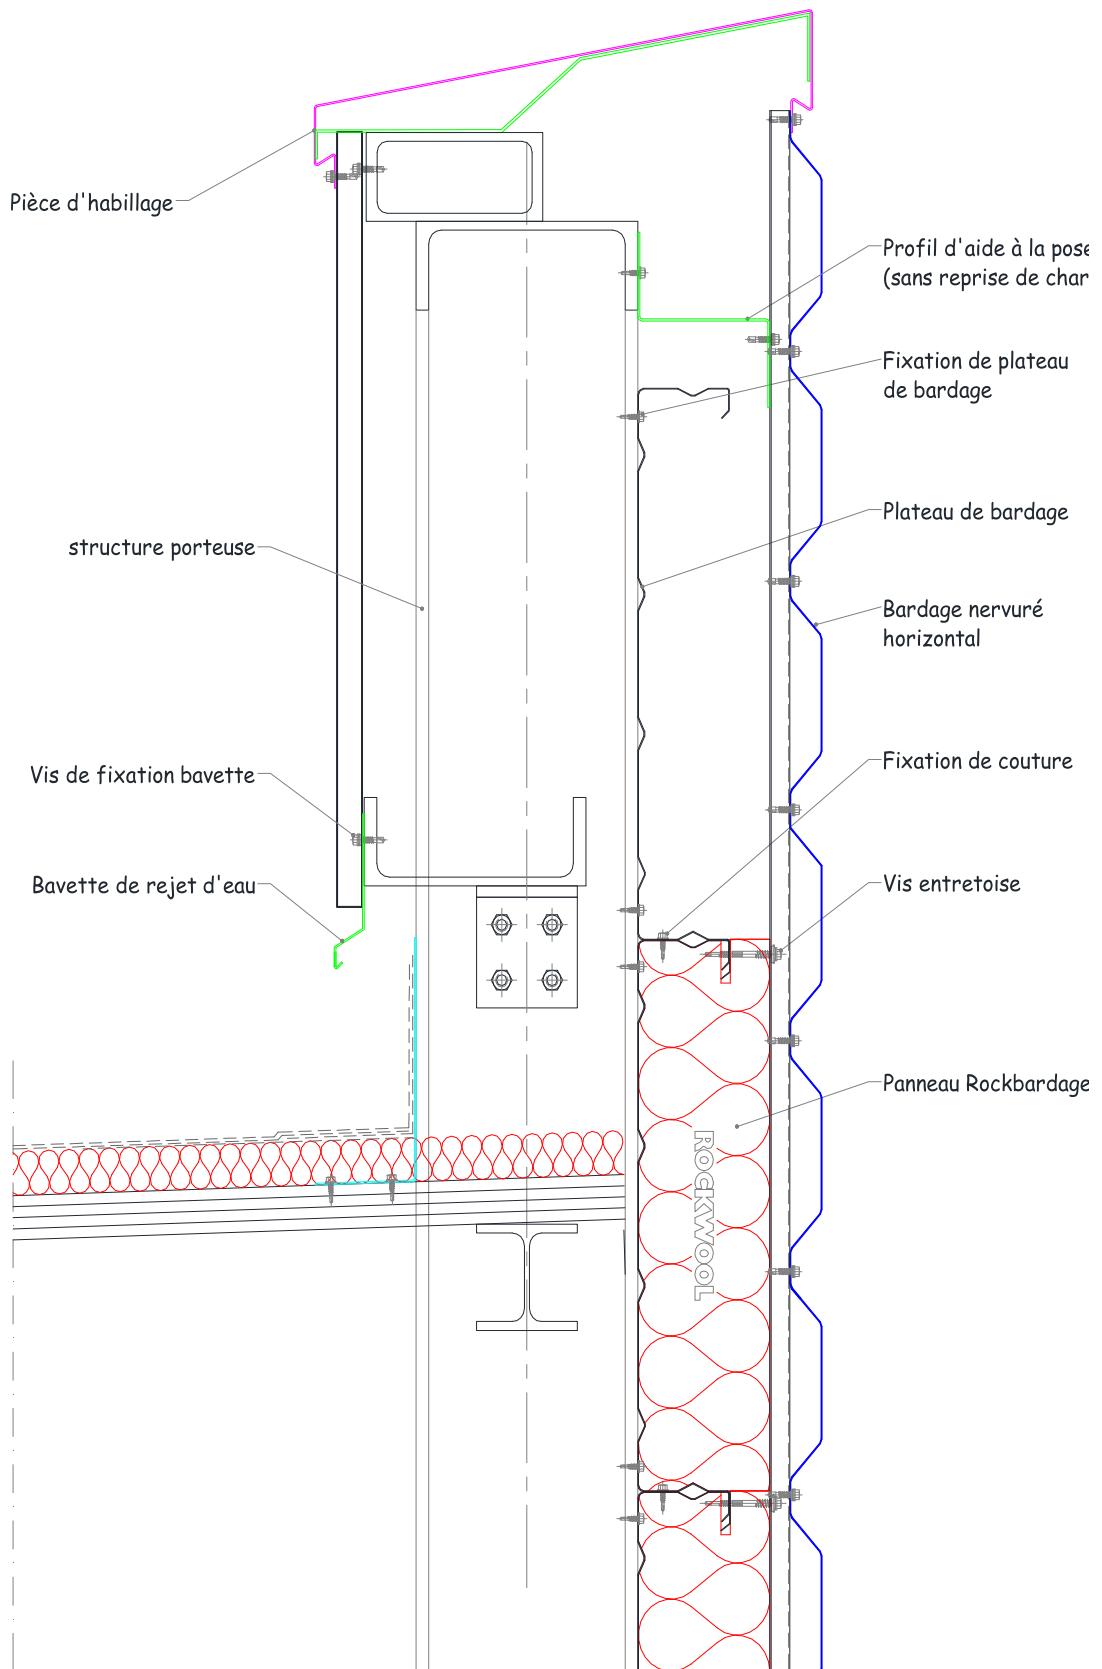 Pièce d'habillage
Profil d'aide à la pose
(sans reprise de char
Fixation de plateau
de bardage
Plateau de bardage
structure porteuse
Bardage nervuré
horizontal
Vis de fixation bavette
Fixation de couture
Bavette de rejet d'eau
Vis entretoise
Panneau Rockbardage
ROCKWOOL